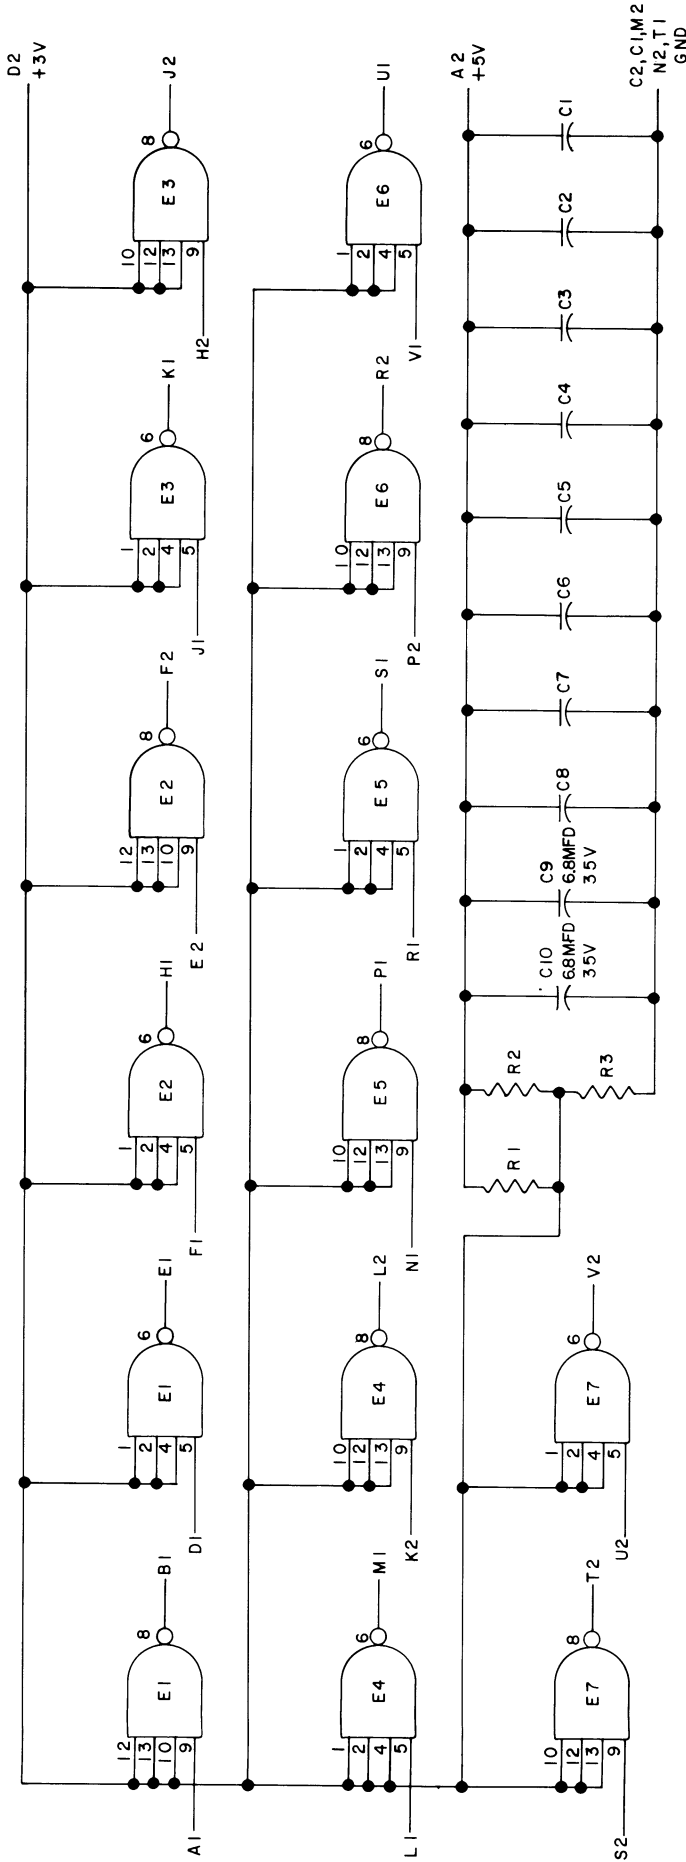 D2
+3V
12
13
10
9
A1
E1
8
B1
1
2
4
5
D1
E1
6
E1
1
2
4
5
F1
E2
6
H1
12
13
10
9
E2
E2
8
F2
1
2
4
5
J1
E3
6
K1
10
12
13
9
H2
E3
8
J2
1
2
4
5
L1
E4
6
M1
10
12
13
9
K2
E4
8
L2
10
12
13
9
N1
E5
8
P1
1
2
4
5
R1
E5
6
S1
10
12
13
9
P2
E6
8
R2
1
2
4
5
V1
E6
6
U1
10
12
13
9
S2
E7
8
T2
1
2
4
5
U2
E7
6
V2
R1
R2
R3
C10
6.8MFD
35V
C9
6.8MFD
35V
C8
C7
C6
C5
C4
C3
C2
C1
A2
+5V
C2,C1,M2
N2,T1
GND